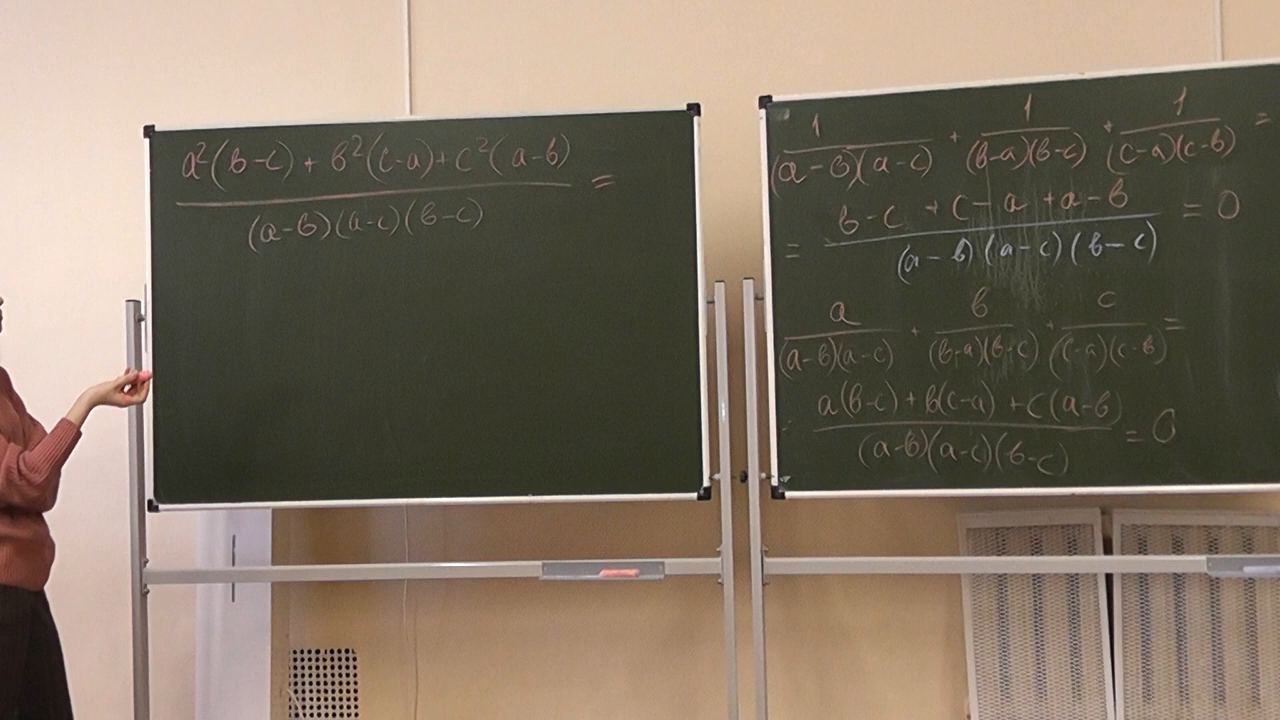 a²(b-c) + b²(c-a) + c²(a-b)
(a-b)(a-c)(b-c)
=
1/((a-b)(a-c)) + 1/((b-a)(b-c)) + 1/((c-a)(c-b)) =
= (b-c + c-a + a-b)/((a-b)(a-c)(b-c)) = 0
a/((a-b)(a-c)) + b/((b-a)(b-c)) + c/((c-a)(c-b)) =
(a(b-c) + b(c-a) + c(a-b))/((a-b)(a-c)(b-c)) = 0